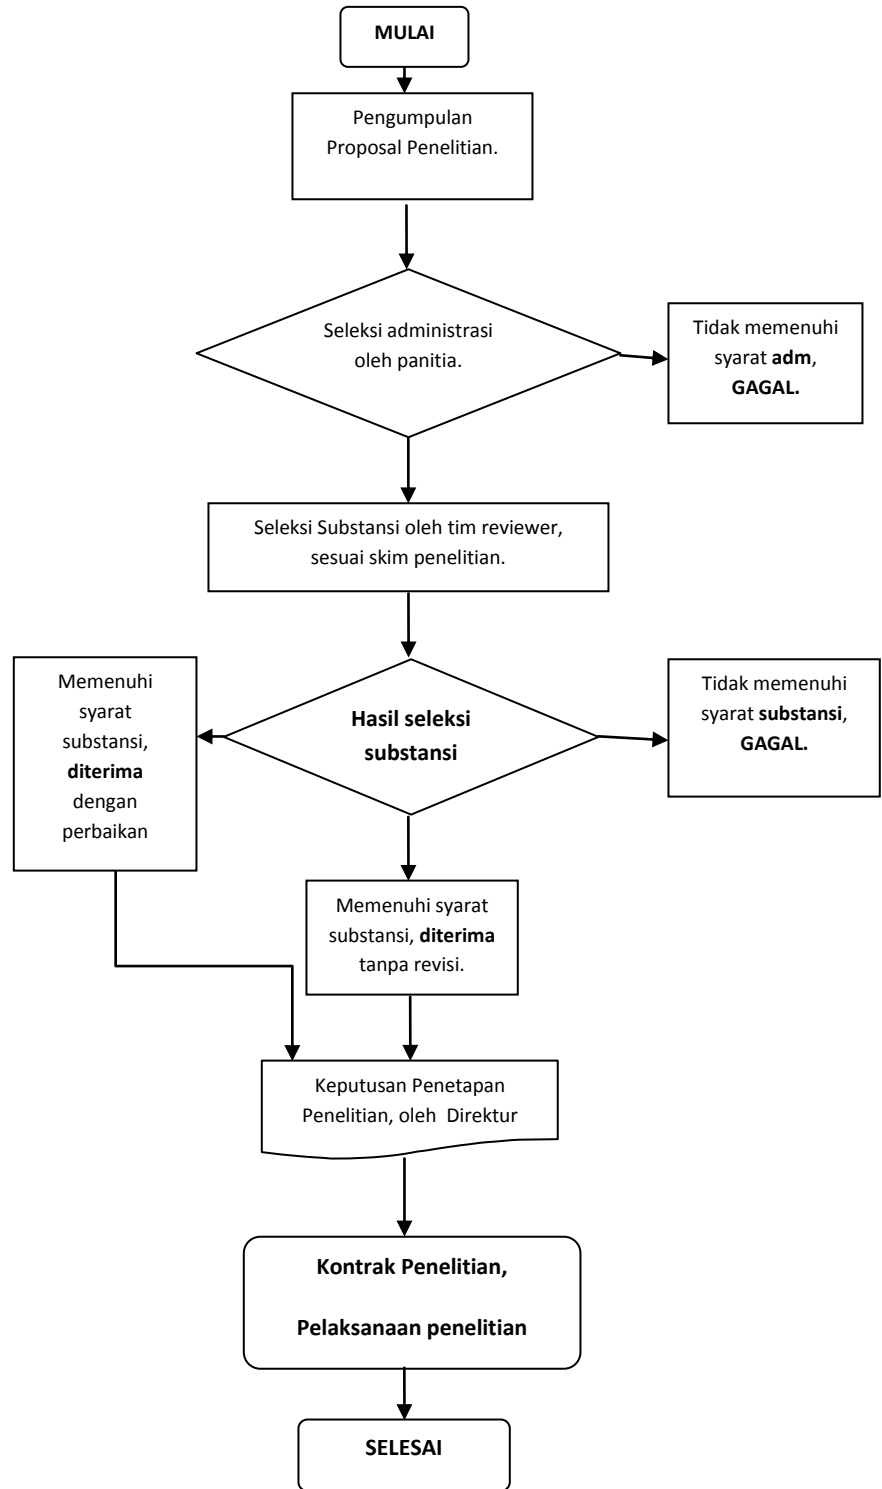 MULAI
Pengumpulan
Proposal Penelitian.
Seleksi administrasi
oleh panitia.
Tidak memenuhi
syarat adm,
GAGAL.
Seleksi Substansi oleh tim reviewer,
sesuai skim penelitian.
Memenuhi
syarat
substansi,
diterima
dengan
perbaikan
Hasil seleksi
substansi
Tidak memenuhi
syarat substansi,
GAGAL.
Memenuhi syarat
substansi, diterima
tanpa revisi.
Keputusan Penetapan
Penelitian, oleh  Direktur
Kontrak Penelitian,
Pelaksanaan penelitian
SELESAI